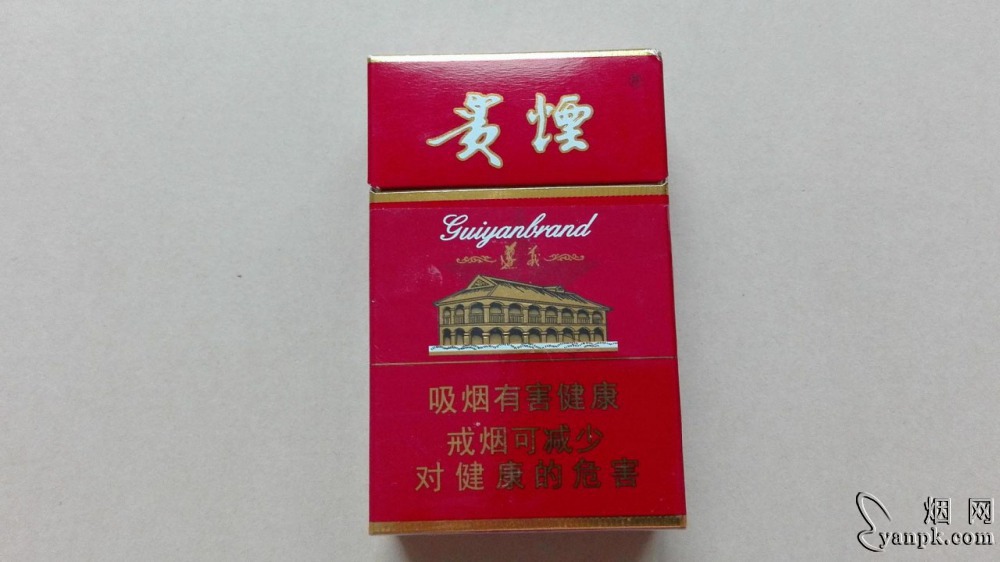 貴煙
Guiyanbrand
遵義
吸烟有害健康
戒烟可减少
对健康的危害
烟网
yanpk.com